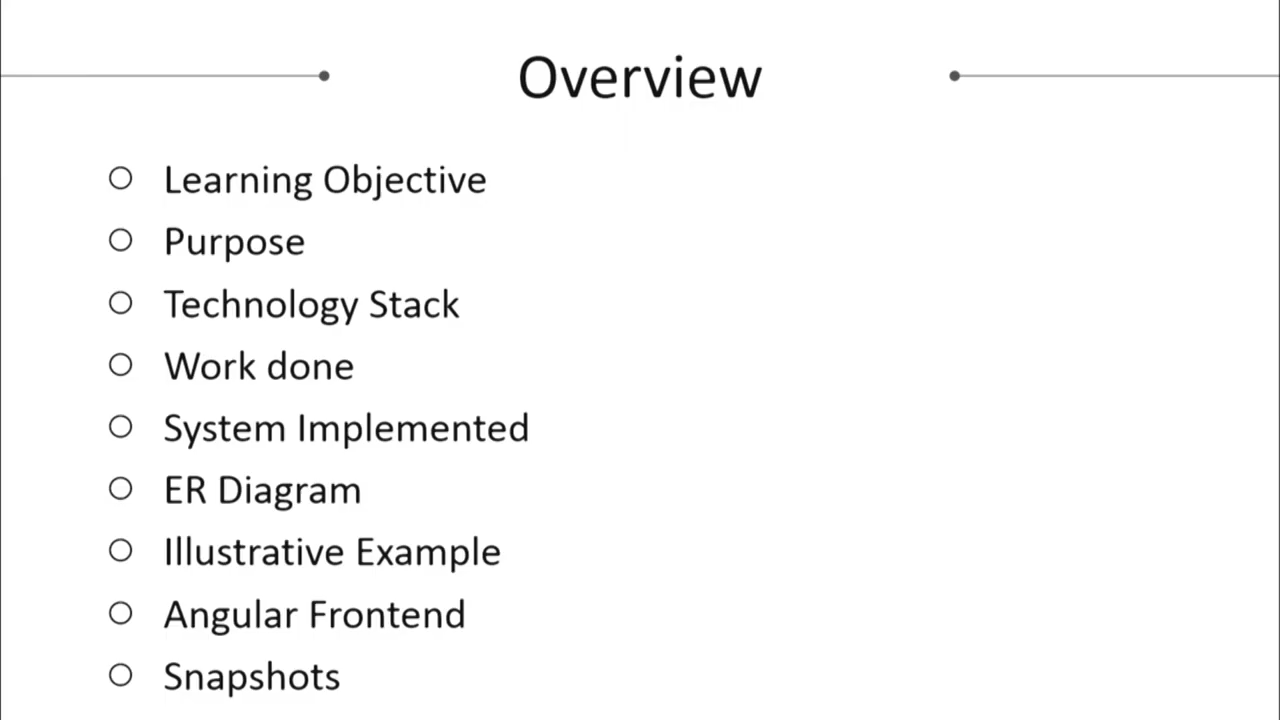 Overview
Learning Objective
Purpose
Technology Stack
Work done
System Implemented
ER Diagram
Illustrative Example
Angular Frontend
Snapshots